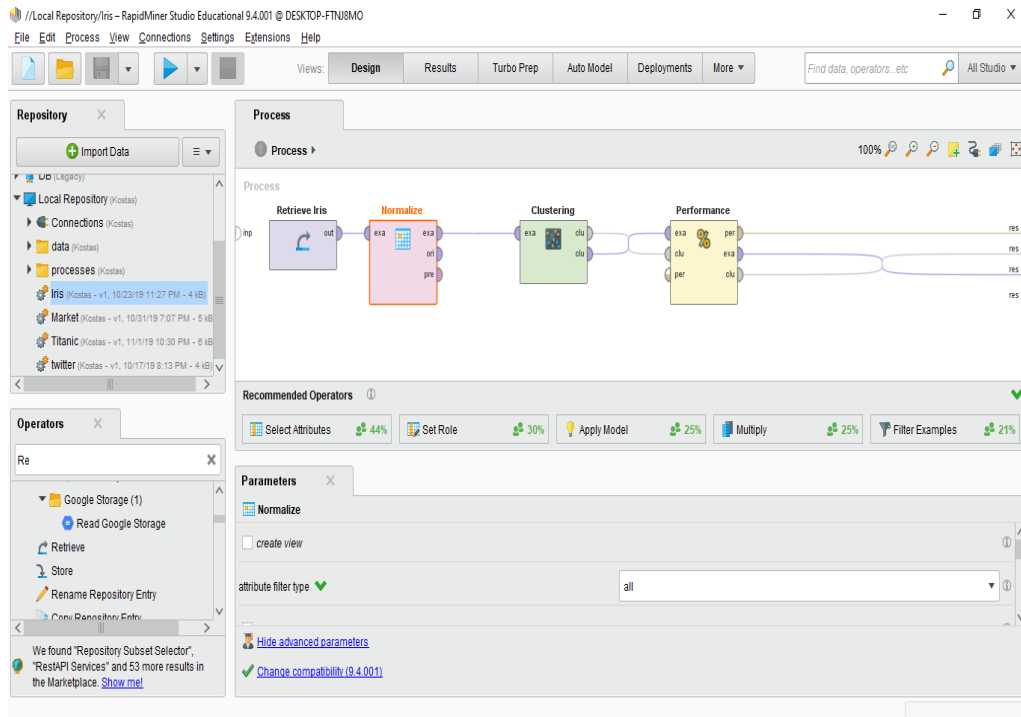 //Local Repository/Iris – RapidMiner Studio Educational 9.4.001 @ DESKTOP-FTNJ8MO
File Edit Process View Connections Settings Extensions Help
Views: Design Results Turbo Prep Auto Model Deployments More
Find data, operators...etc
All Studio
Repository
Import Data
DB (Legacy)
Local Repository (Kostas)
Connections (Kostas)
data (Kostas)
processes (Kostas)
Iris (Kostas - v1, 10/23/19 11:27 PM - 4 kB)
Market (Kostas - v1, 10/31/19 7:07 PM - 5 kB
Titanic (Kostas - v1, 11/1/19 10:30 PM - 6 kB
twitter (Kostas - v1, 10/17/19 8:13 PM - 4 kB)
Operators
Re
Google Storage (1)
Read Google Storage
Retrieve
Store
Rename Repository Entry
Copy Repository Entry
We found "Repository Subset Selector",
"RestAPI Services" and 53 more results in
the Marketplace. Show me!
Process
Process
100%
Process
Retrieve Iris Normalize Clustering Performance
inp out exa exa exa clu exa per res
ori clu clu exa res
pre per clu res
res
Recommended Operators
Select Attributes 44% Set Role 30% Apply Model 25% Multiply 25% Filter Examples 21%
Parameters
Normalize
create view
attribute filter type all
Hide advanced parameters
Change compatibility (9.4.001)